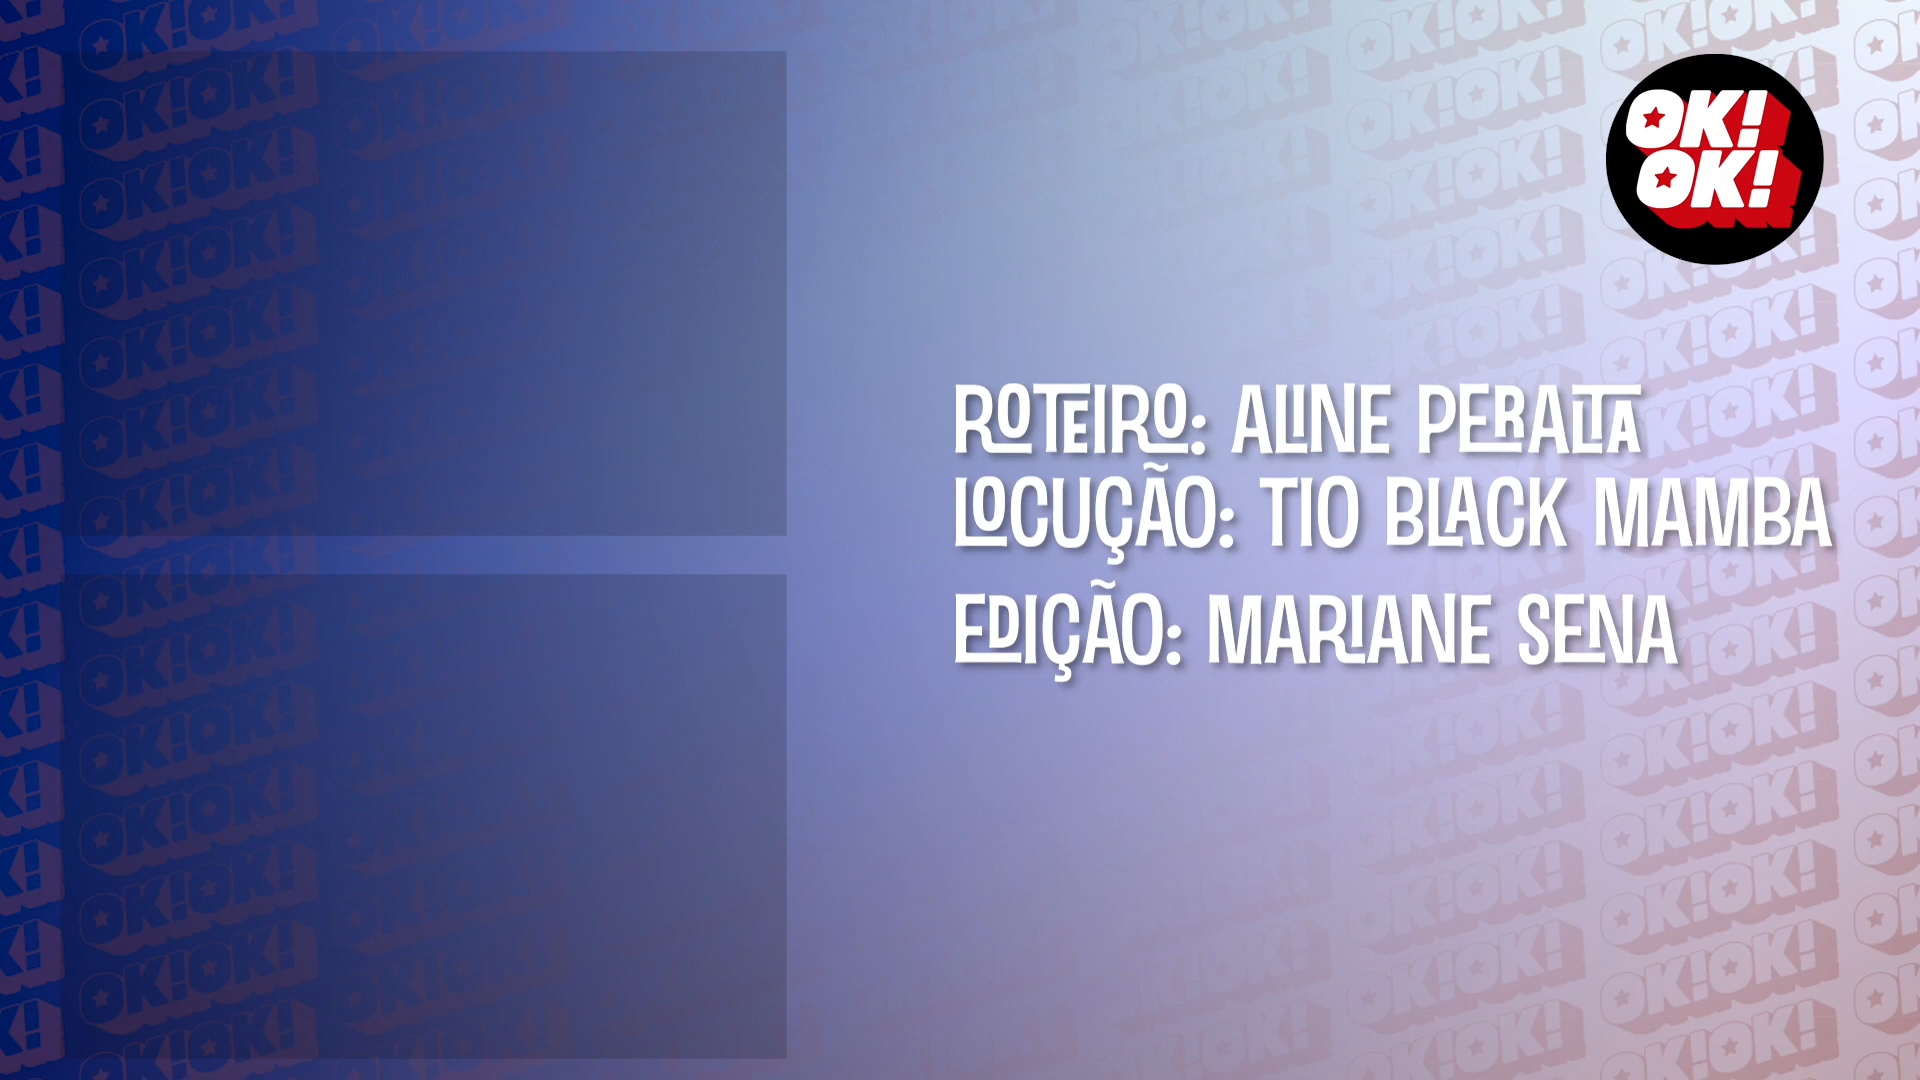 OK!
OK!
ROTEIRO: ALINE PERALTA
LOCUÇÃO: TIO BLACK MAMBA
EDIÇÃO: MARIANE SENA